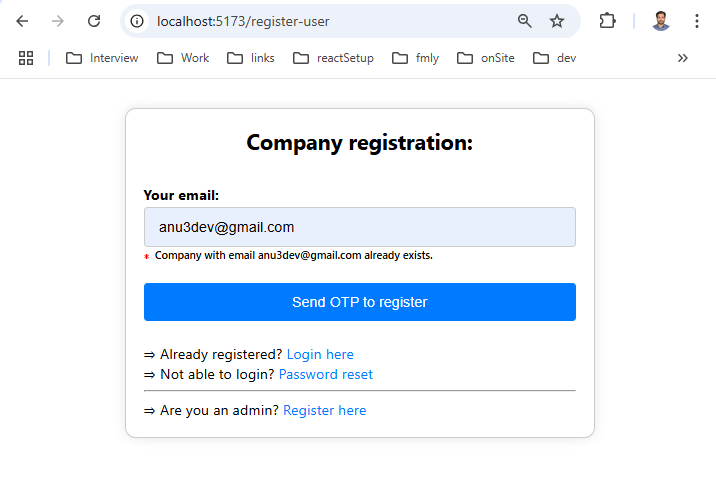 localhost:5173/register-user
Interview Work links reactSetup fmly onSite dev
Company registration:
Your email:
anu3dev@gmail.com
* Company with email anu3dev@gmail.com already exists.
Send OTP to register
⇒ Already registered? Login here
⇒ Not able to login? Password reset
⇒ Are you an admin? Register here